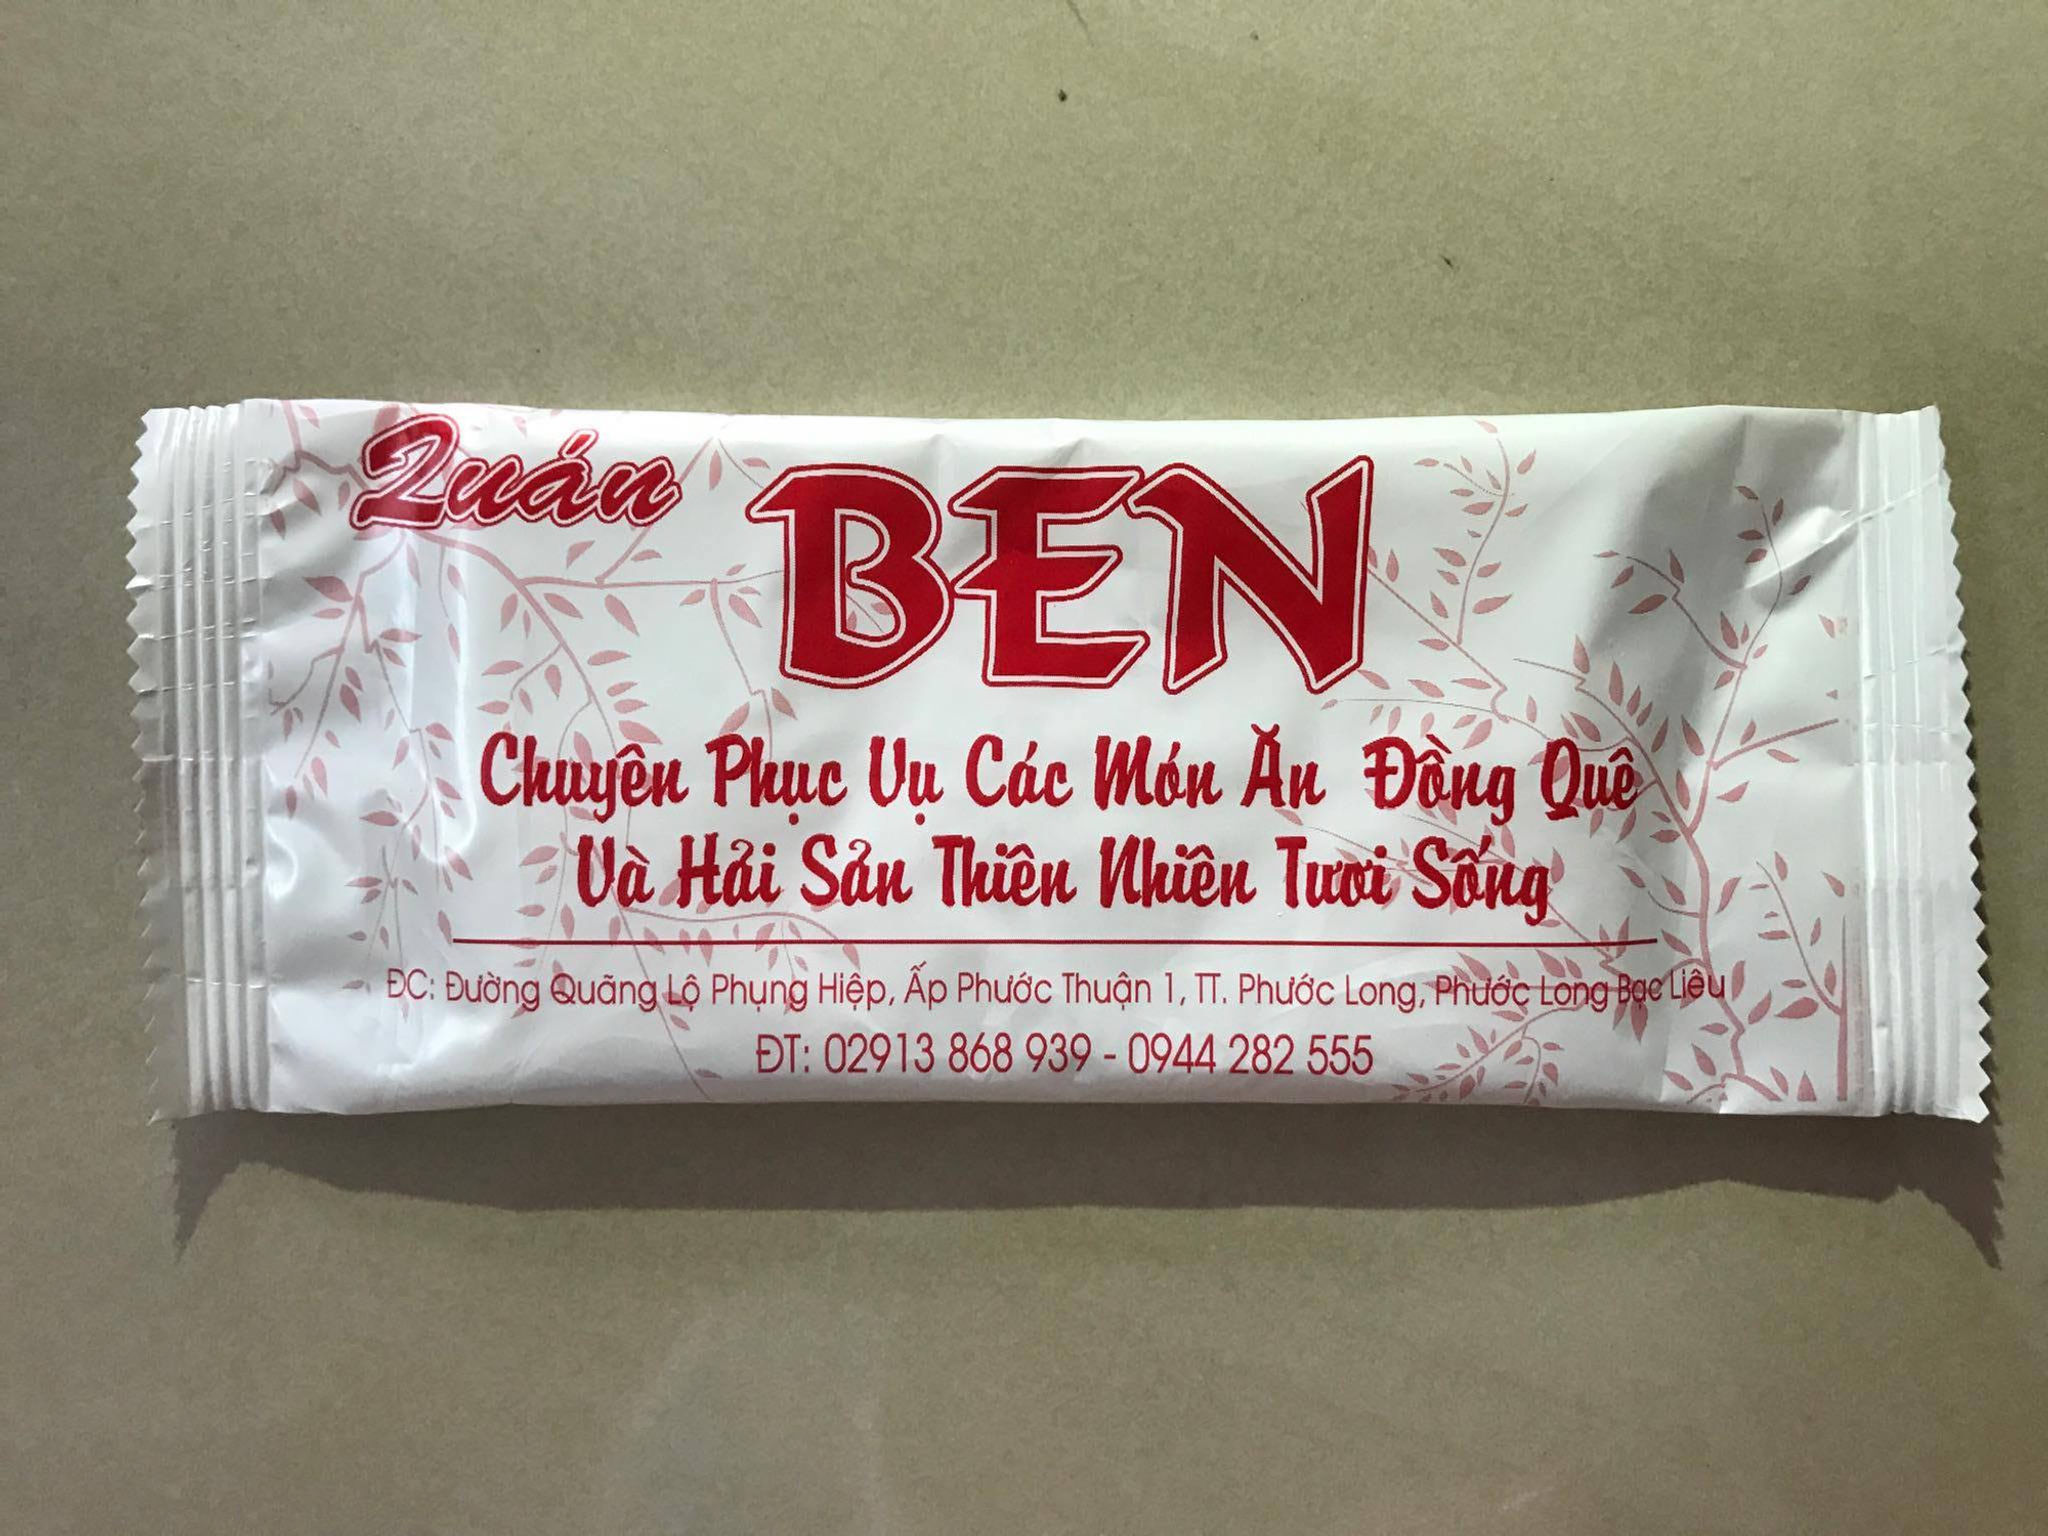 Quán BEN
Chuyên Phục Vụ Các Món Ăn Đồng Quê
Và Hải Sản Thiên Nhiên Tươi Sống
ĐC: Đường Quãng Lộ Phụng Hiệp, Ấp Phước Thuận 1, TT. Phước Long, Phước Long Bạc Liêu
ĐT: 02913 868 939 - 0944 282 555